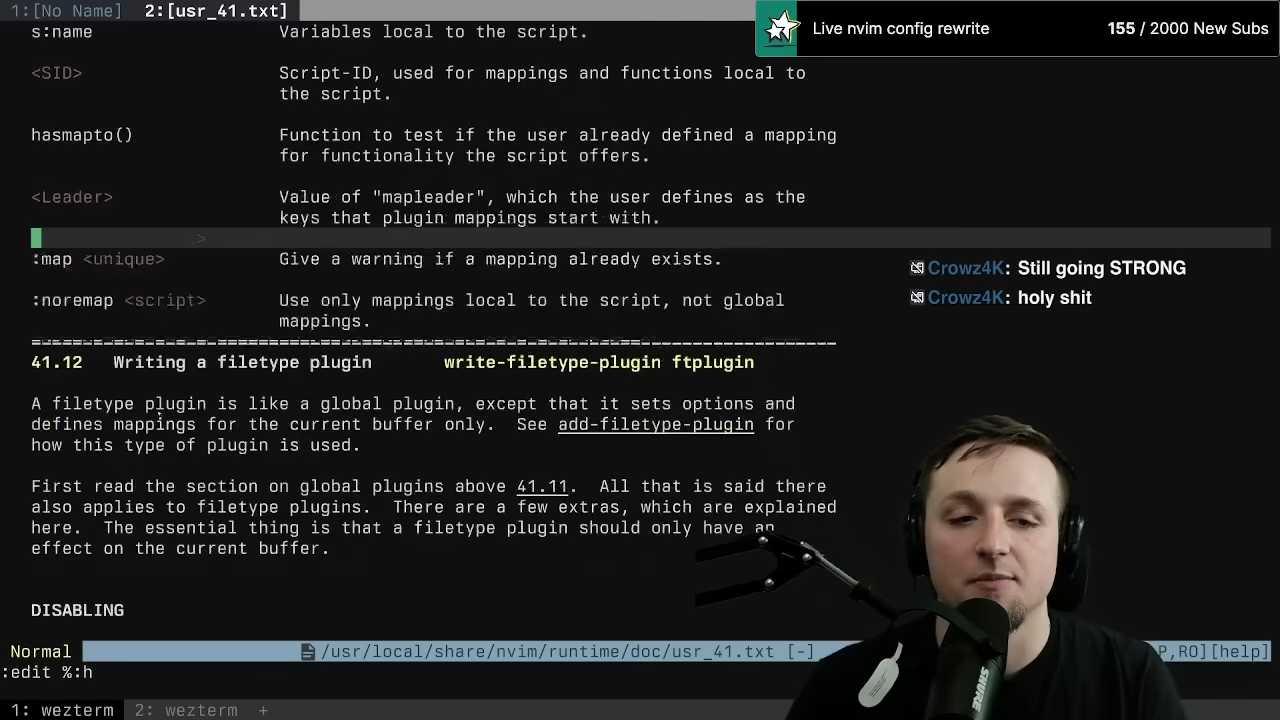 1:[No Name] 2:[usr_41.txt]
Live nvim config rewrite 155 / 2000 New Subs
s:name Variables local to the script.
<SID> Script-ID, used for mappings and functions local to
the script.
hasmapto() Function to test if the user already defined a mapping
for functionality the script offers.
<Leader> Value of "mapleader", which the user defines as the
keys that plugin mappings start with.
:map <unique> Give a warning if a mapping already exists.
Crowz4K: Still going STRONG
Crowz4K: holy shit
:noremap <script> Use only mappings local to the script, not global
mappings.
41.12 Writing a filetype plugin write-filetype-plugin ftplugin
A filetype plugin is like a global plugin, except that it sets options and
defines mappings for the current buffer only. See add-filetype-plugin for
how this type of plugin is used.
First read the section on global plugins above 41.11. All that is said there
also applies to filetype plugins. There are a few extras, which are explained
here. The essential thing is that a filetype plugin should only have an
effect on the current buffer.
DISABLING
Normal /usr/local/share/nvim/runtime/doc/usr_41.txt [-] P,RO][help]
:edit %:h
SHURE
1: wezterm 2: wezterm +